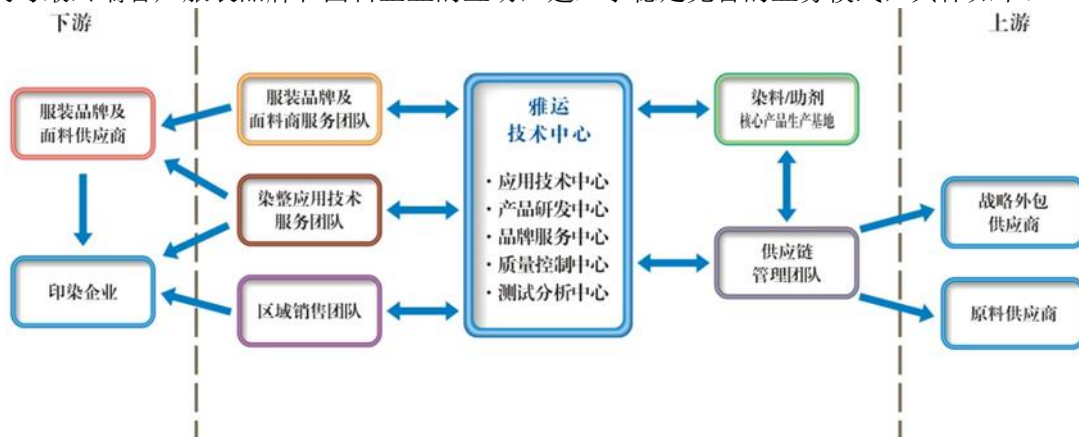 下游
上游
服装品牌及
面料供应商
印染企业
服装品牌及
面料商服务团队
染整应用技术
服务团队
区域销售团队
雅运
技术中心
·应用技术中心
·产品研发中心
·品牌服务中心
·质量控制中心
·测试分析中心
染料/助剂
核心产品生产基地
供应链
管理团队
战略外包
供应商
原料供应商